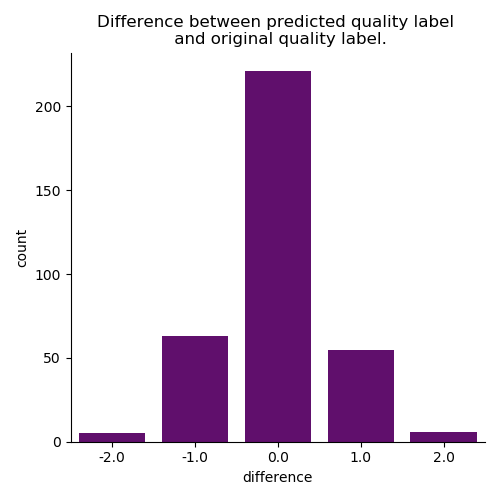 Difference between predicted quality label
and original quality label.
200
150
100
50
0
count
-2.0 -1.0 0.0 1.0 2.0
difference